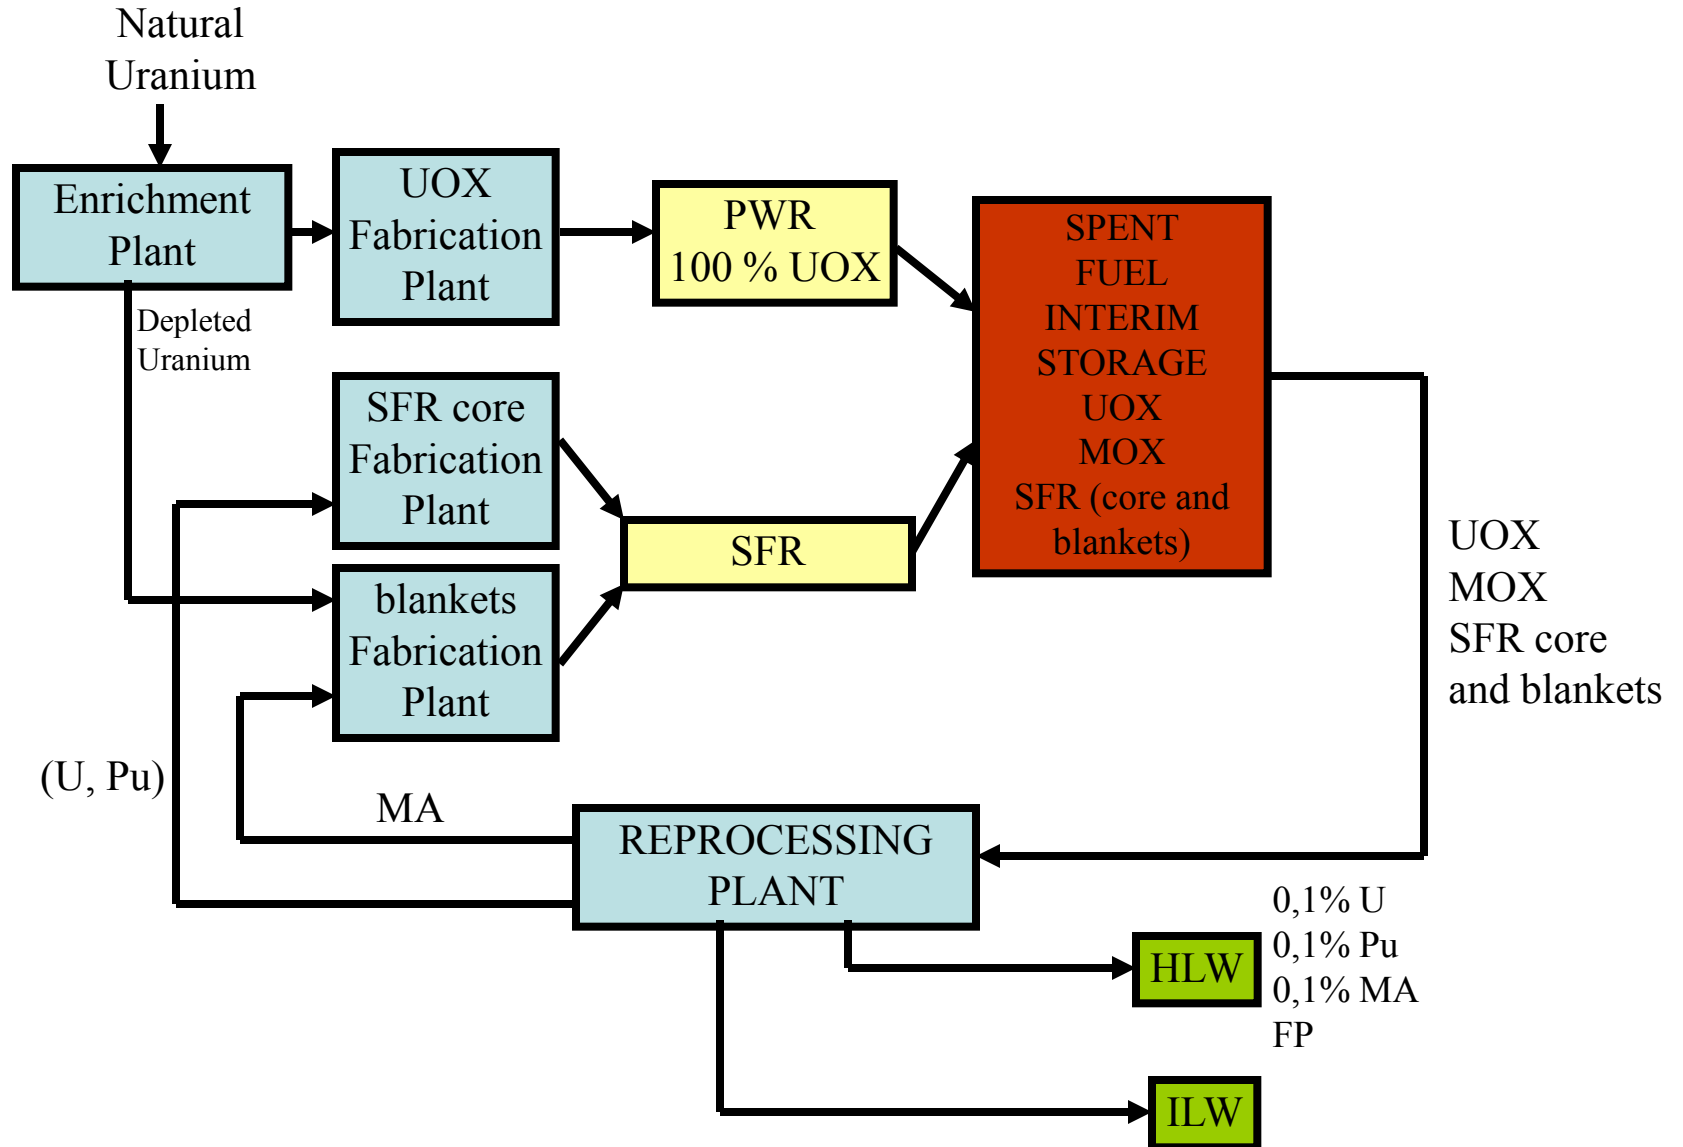 Natural
Uranium
Enrichment
Plant
UOX
Fabrication
Plant
PWR
100 % UOX
SPENT
FUEL
INTERIM
STORAGE
UOX
MOX
SFR (core and
blankets)
Depleted
Uranium
SFR core
Fabrication
Plant
SFR
blankets
Fabrication
Plant
UOX
MOX
SFR core
and blankets
(U, Pu)
MA
REPROCESSING
PLANT
HLW
0,1% U
0,1% Pu
0,1% MA
FP
ILW